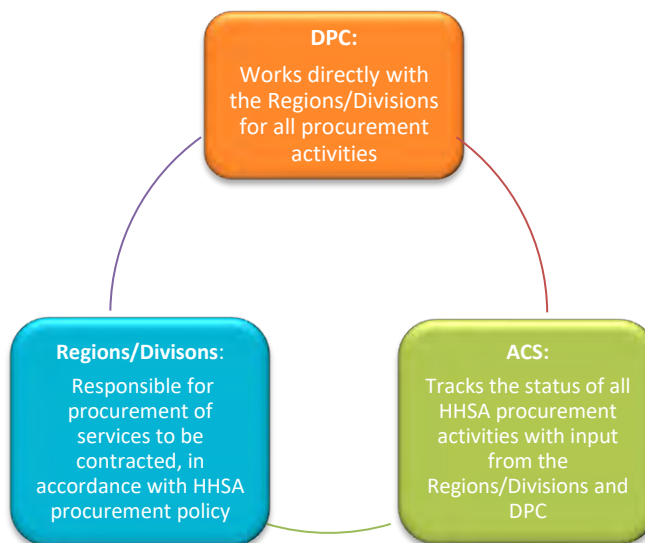 DPC:
Works directly with
the Regions/Divisions
for all procurement
activities
Regions/Divisons:
Responsible for
procurement of
services to be
contracted, in
accordance with HHSA
procurement policy
ACS:
Tracks the status of all
HHSA procurement
activities with input
from the
Regions/Divisions and
DPC